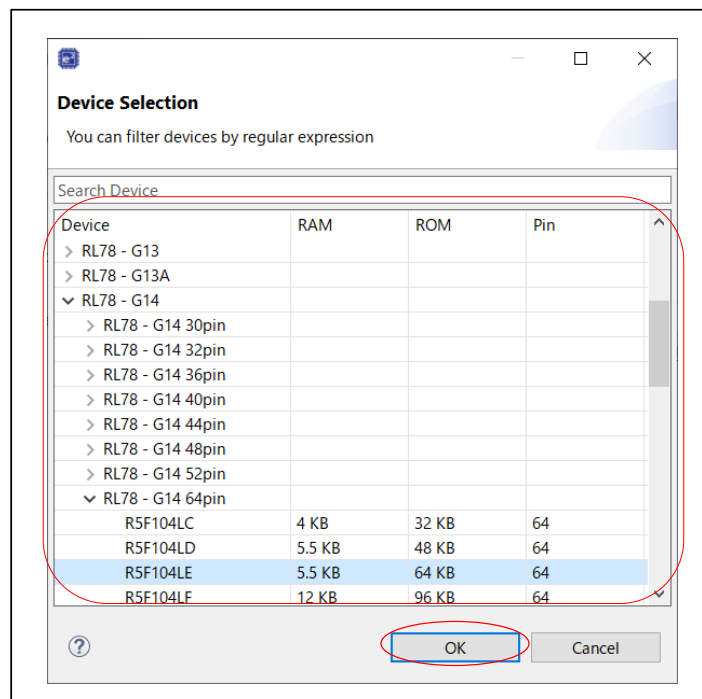 Device Selection
You can filter devices by regular expression
Search Device
Device RAM ROM Pin
RL78 - G13
RL78 - G13A
RL78 - G14
RL78 - G14 30pin
RL78 - G14 32pin
RL78 - G14 36pin
RL78 - G14 40pin
RL78 - G14 44pin
RL78 - G14 48pin
RL78 - G14 52pin
RL78 - G14 64pin
R5F104LC 4 KB 32 KB 64
R5F104LD 5.5 KB 48 KB 64
R5F104LE 5.5 KB 64 KB 64
R5F104LF 12 KB 96 KB 64
? OK Cancel